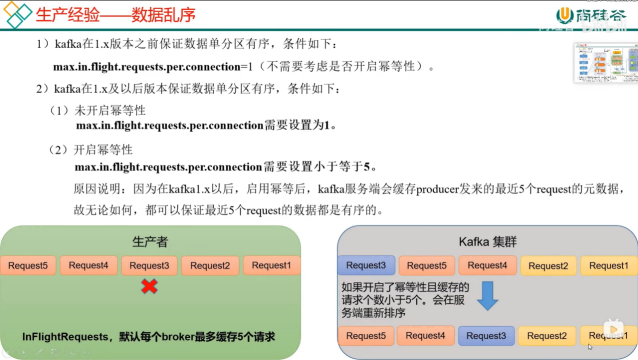 生产经验——数据乱序
尚硅谷
1）kafka在1.x版本之前保证数据单分区有序，条件如下：
max.in.flight.requests.per.connection=1（不需要考虑是否开启幂等性）。
2）kafka在1.x及以后版本保证数据单分区有序，条件如下：
（1）未开启幂等性
max.in.flight.requests.per.connection需要设置为1。
（2）开启幂等性
max.in.flight.requests.per.connection需要设置小于等于5。
原因说明：因为在kafka1.x以后，启用幂等后，kafka服务端会缓存producer发来的最近5个request的元数据，
故无论如何，都可以保证最近5个request的数据都是有序的。
生产者
Request5 Request4 Request3 Request2 Request1
InFlightRequests，默认每个broker最多缓存5个请求
Kafka 集群
Request3 Request5 Request4 Request2 Request1
如果开启了幂等性且缓存的
请求个数小于5个。会在服
务端重新排序
Request5 Request4 Request3 Request2 Request1